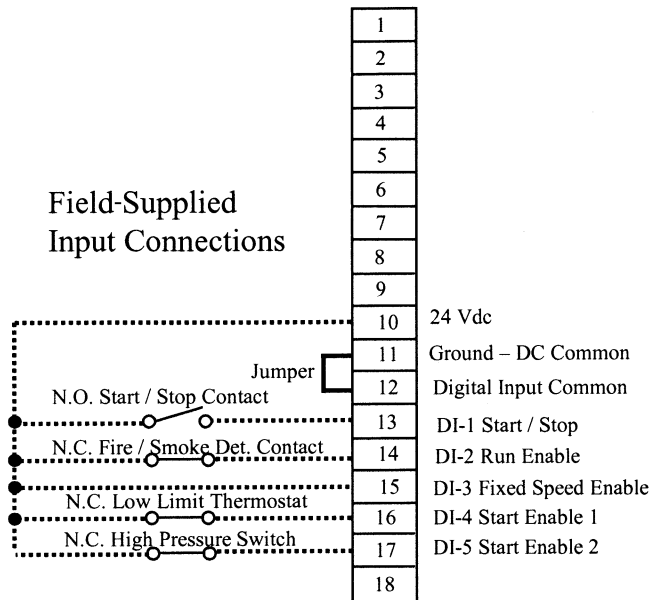 1
2
3
4
5
Field-Supplied
6
Input Connections
7
8
9
10 24 Vdc
Jumper
11 Ground – DC Common
12 Digital Input Common
N.O. Start / Stop Contact
13 DI-1 Start / Stop
N.C. Fire / Smoke Det. Contact
14 DI-2 Run Enable
15 DI-3 Fixed Speed Enable
N.C. Low Limit Thermostat
16 DI-4 Start Enable 1
N.C. High Pressure Switch
17 DI-5 Start Enable 2
18